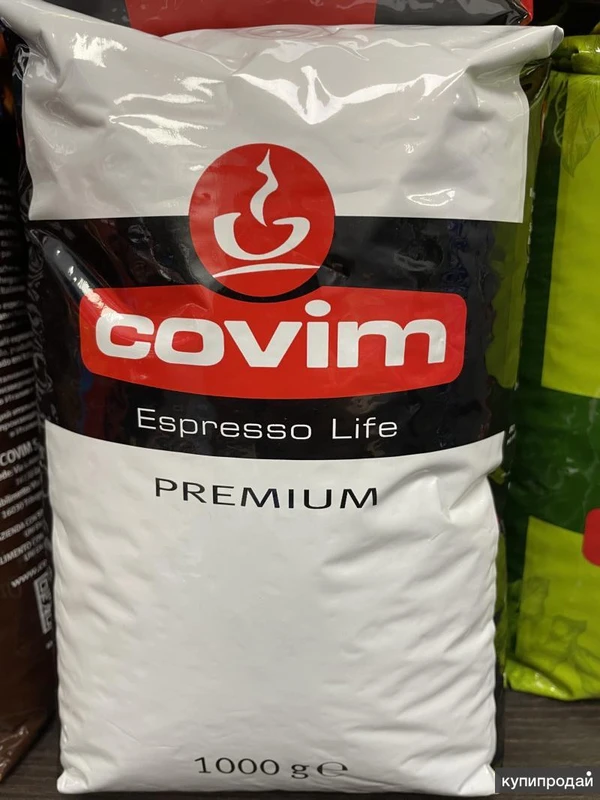 covim
Espresso Life
PREMIUM
1000 g ℮
COVIM S
купипродай